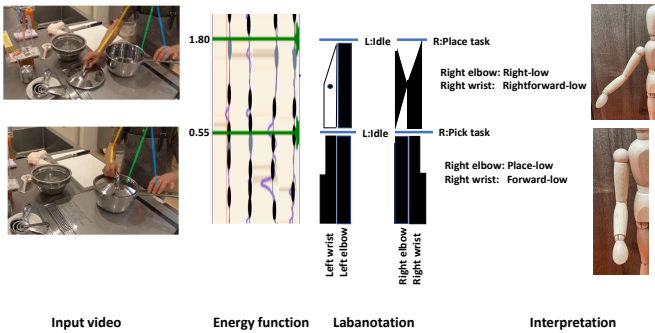 1.80
L:Idle
R:Place task
Right elbow: Right-low
Right wrist: Rightforward-low
0.55
L:Idle
R:Pick task
Right elbow: Place-low
Right wrist: Forward-low
Left wrist
Left elbow
Right elbow
Right wrist
Input video
Energy function
Labanotation
Interpretation